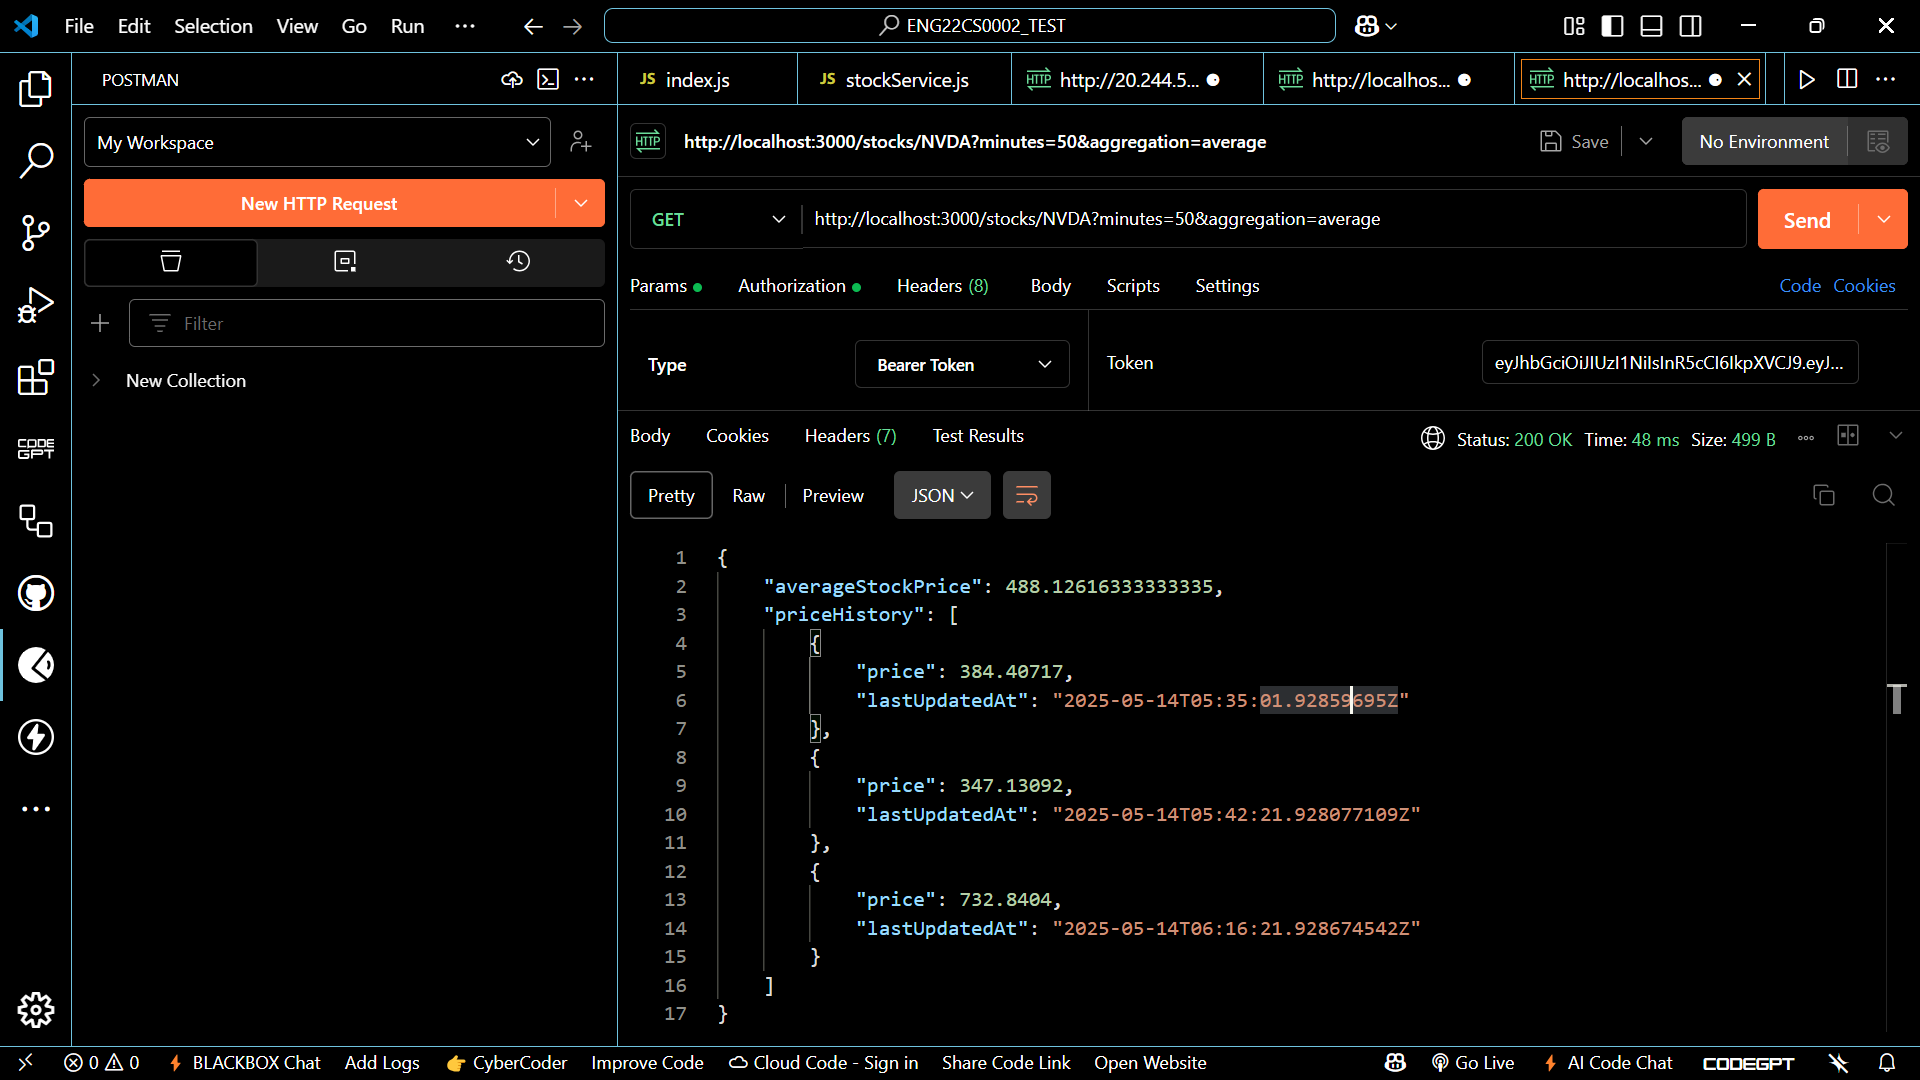 File Edit Selection View Go Run ...
ENG22CS0002_TEST
POSTMAN
index.js
stockService.js
http://20.244.5...
http://localhos...
http://localhos...
My Workspace
http://localhost:3000/stocks/NVDA?minutes=50&aggregation=average
Save
No Environment
New HTTP Request
GET
http://localhost:3000/stocks/NVDA?minutes=50&aggregation=average
Send
Params Authorization Headers (8) Body Scripts Settings
Code Cookies
Filter
Type
Bearer Token
Token
eyJhbGciOiJIUzI1NiIsInR5cCI6IkpXVCJ9.eyJ...
New Collection
Body Cookies Headers (7) Test Results
Status: 200 OK Time: 48 ms Size: 499 B
Pretty Raw Preview JSON
1 {
2 "averageStockPrice": 488.12616333333335,
3 "priceHistory": [
4 {
5 "price": 384.40717,
6 "lastUpdatedAt": "2025-05-14T05:35:01.92859695Z"
7 },
8 {
9 "price": 347.13092,
10 "lastUpdatedAt": "2025-05-14T05:42:21.928077109Z"
11 },
12 {
13 "price": 732.8404,
14 "lastUpdatedAt": "2025-05-14T06:16:21.928674542Z"
15 }
16 ]
17 }
CODE GPT
0 0 BLACKBOX Chat Add Logs CyberCoder Improve Code Cloud Code - Sign in Share Code Link Open Website
Go Live AI Code Chat CODEGPT